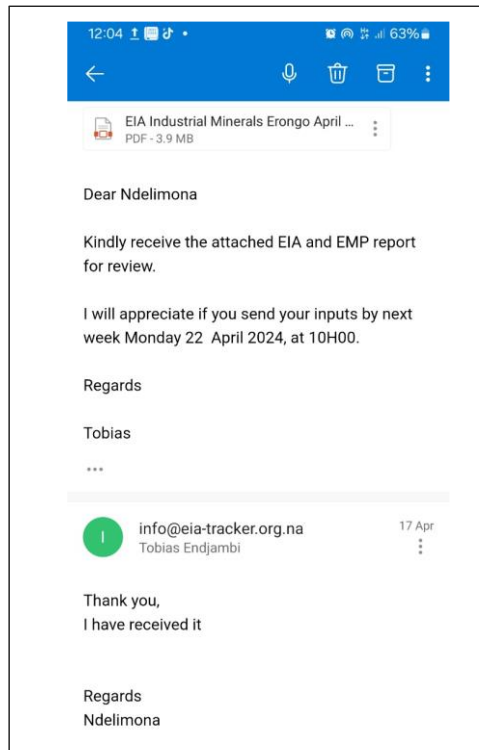 12:04
63%
EIA Industrial Minerals Erongo April ...
PDF - 3.9 MB
Dear Ndelimona
Kindly receive the attached EIA and EMP report
for review.
I will appreciate if you send your inputs by next
week Monday 22 April 2024, at 10H00.
Regards
Tobias
I
info@eia-tracker.org.na
17 Apr
Tobias Endjambi
Thank you,
I have received it
Regards
Ndelimona